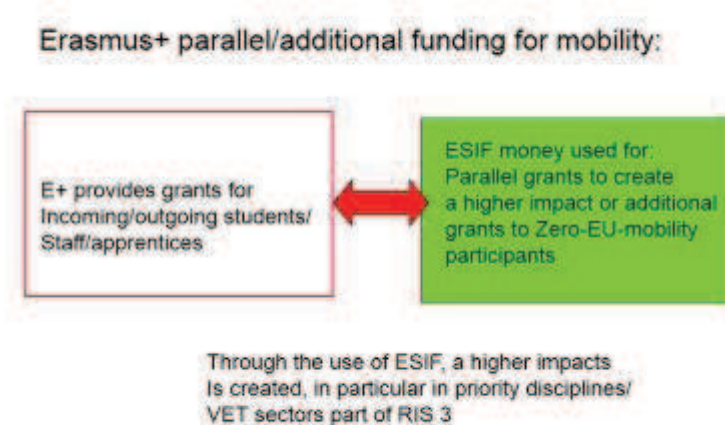 Erasmus+ parallel/additional funding for mobility:
E+ provides grants for
Incoming/outgoing students/
Staff/apprentices
ESIF money used for:
Parallel grants to create
a higher impact or additional
grants to Zero-EU-mobility
participants
Through the use of ESIF, a higher impacts
Is created, in particular in priority disciplines/
VET sectors part of RIS 3